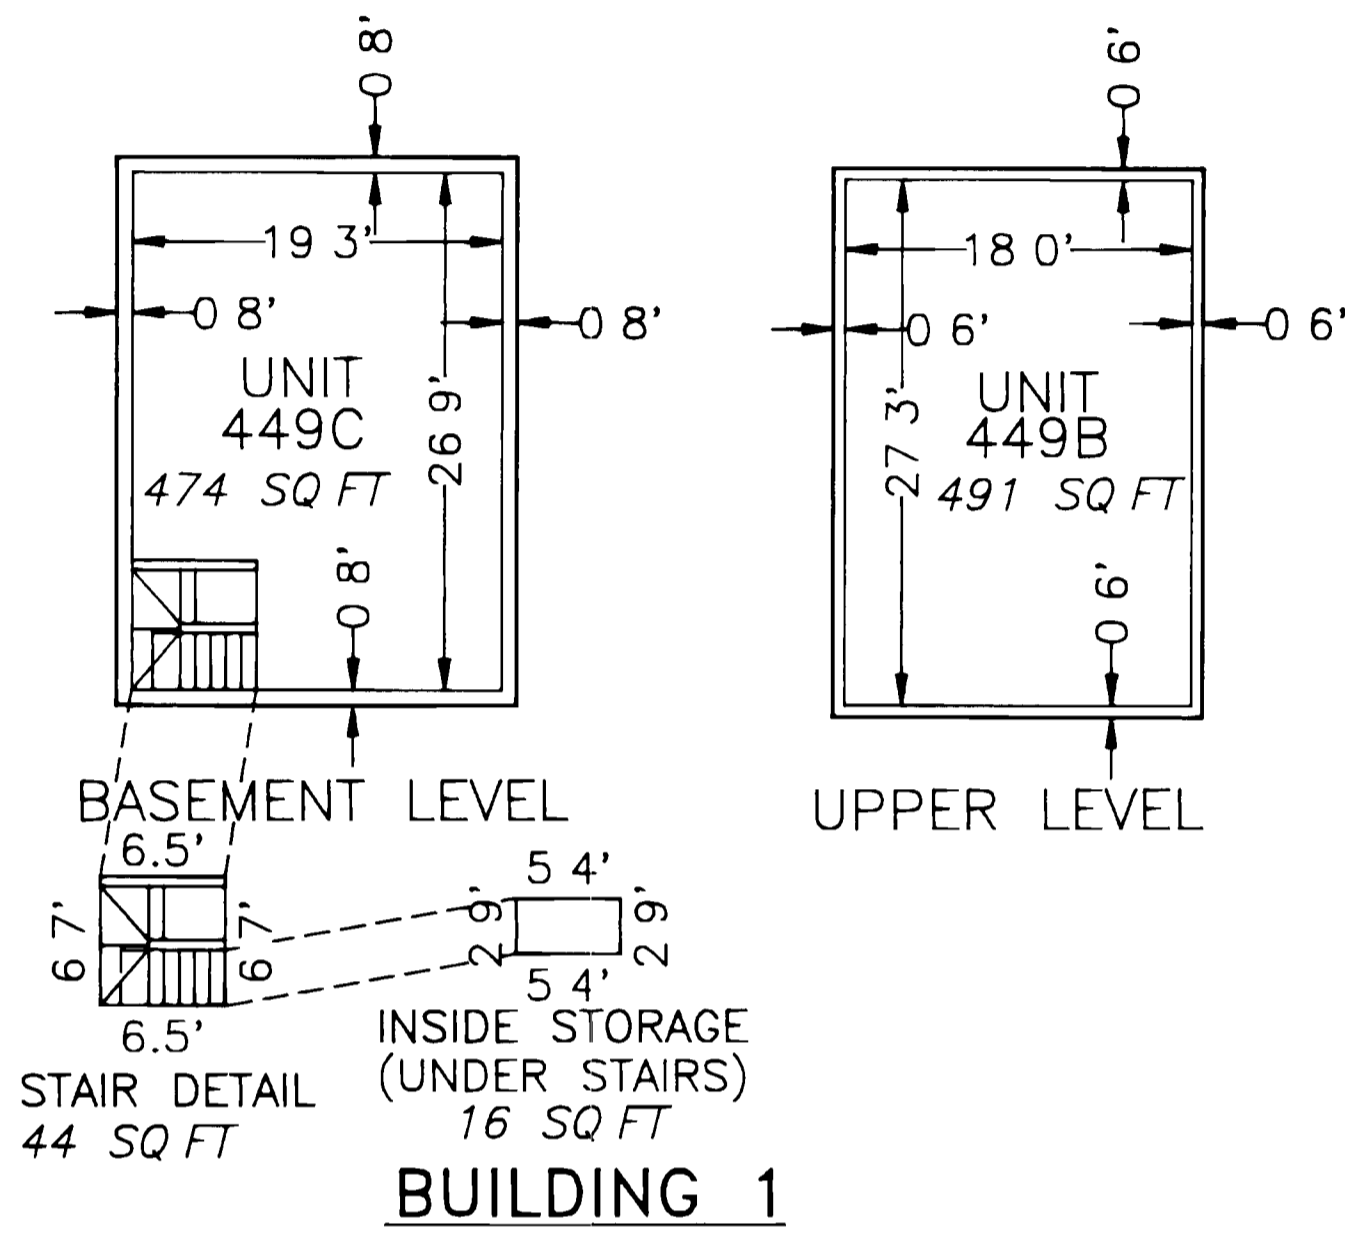 0 8'
0 6'
19 3'
18 0'
0 8'
0 8'
0 6'
0 6'
UNIT
449C
474 SQ FT
26 9'
27 3'
UNIT
449B
491 SQ FT
0 8'
0 6'
BASEMENT LEVEL
UPPER LEVEL
6.5'
6 7'
6 7'
6.5'
5 4'
2 9'
2 9'
5 4'
STAIR DETAIL
44 SQ FT
INSIDE STORAGE
(UNDER STAIRS)
16 SQ FT
BUILDING 1